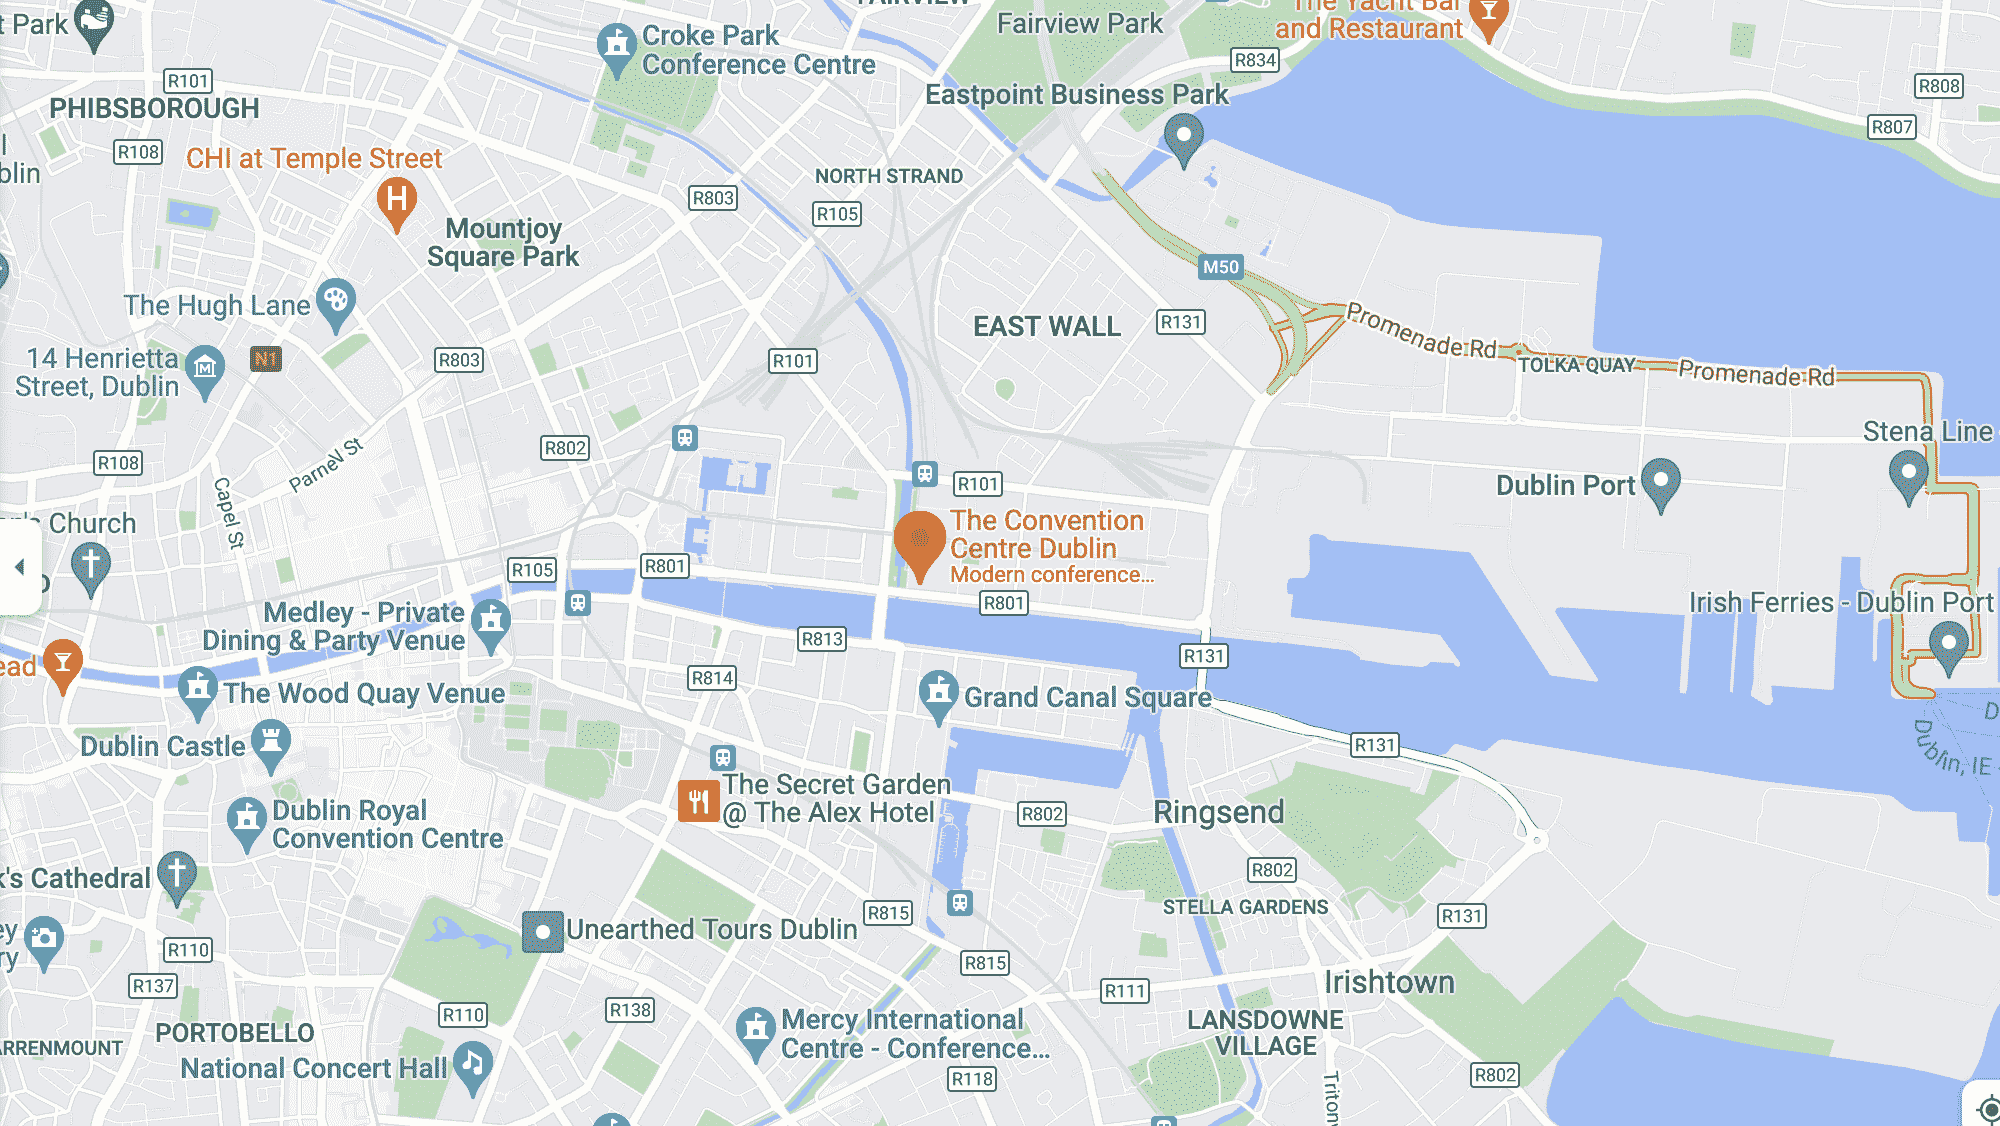 FAIRVIEW
The Yacht Bar
and Restaurant
Park
Fairview Park
Croke Park
Conference Centre
R834
R101
R808
Eastpoint Business Park
PHIBSBOROUGH
R807
R108
CHI at Temple Street
NORTH STRAND
R803
R105
Mountjoy
Square Park
M50
The Hugh Lane
EAST WALL
R131
Promenade Rd
14 Henrietta
Street, Dublin
N1
R803
R101
TOLKA QUAY
Promenade Rd
Stena Line
R802
Parnell St
R108
R101
Dublin Port
Capel St
Church
The Convention
Centre Dublin
Modern conference...
R105
R801
R801
Irish Ferries - Dublin Port
Medley - Private
Dining & Party Venue
R813
R131
R814
The Wood Quay Venue
Grand Canal Square
Dublin, IE
R131
Dublin Castle
The Secret Garden
@ The Alex Hotel
Dublin Royal
Convention Centre
R802
Ringsend
R802
k's Cathedral
STELLA GARDENS
R815
R131
Unearthed Tours Dublin
R110
R815
R137
R111
Irishtown
R110
R138
PORTOBELLO
Mercy International
Centre - Conference...
LANSDOWNE
VILLAGE
ARRENMOUNT
National Concert Hall
R118
R802